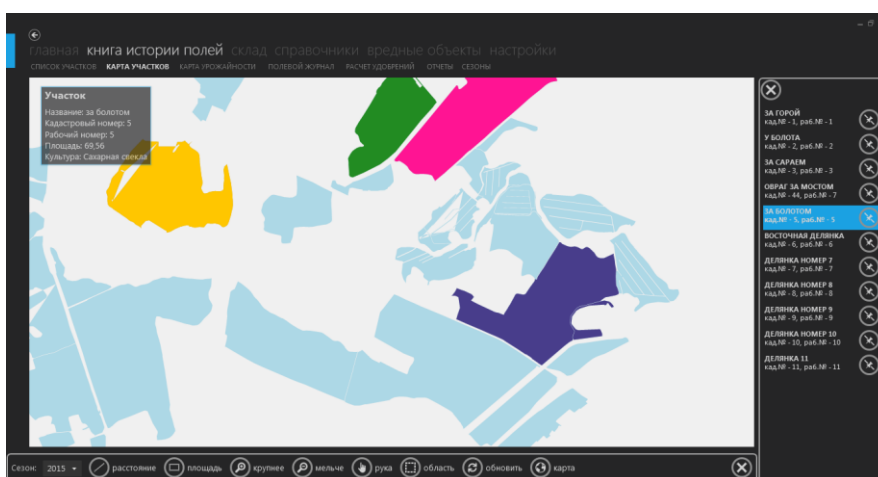 главная книга истории полей склад справочники вредные объекты настройки
СПИСОК УЧАСТКОВ КАРТА УЧАСТКОВ КАРТА УРОЖАЙНОСТИ ПОЛЕВОЙ ЖУРНАЛ РАСЧЕТ УДОБРЕНИЙ ОТЧЕТЫ СЕЗОНЫ
Участок
Название: за болотом
Кадастровый номер: 5
Рабочий номер: 5
Площадь: 69,56
Культура: Сахарная свекла
ЗА ГОРОЙ
кад.№ - 1, раб.№ - 1
У БОЛОТА
кад.№ - 2, раб.№ - 2
ЗА САРАЕМ
кад.№ - 3, раб.№ - 3
ОВРАГ ЗА МОСТОМ
кад.№ - 44, раб.№ - 7
ЗА БОЛОТОМ
кад.№ - 5, раб.№ - 5
ВОСТОЧНАЯ ДЕЛЯНКА
кад.№ - 6, раб.№ - 6
ДЕЛЯНКА НОМЕР 7
кад.№ - 7, раб.№ - 7
ДЕЛЯНКА НОМЕР 8
кад.№ - 8, раб.№ - 8
ДЕЛЯНКА НОМЕР 9
кад.№ - 9, раб.№ - 9
ДЕЛЯНКА НОМЕР 10
кад.№ - 10, раб.№ - 10
ДЕЛЯНКА 11
кад.№ - 11, раб.№ - 11
Сезон: 2015 расстояние площадь крупнее мельче рука область обновить карта